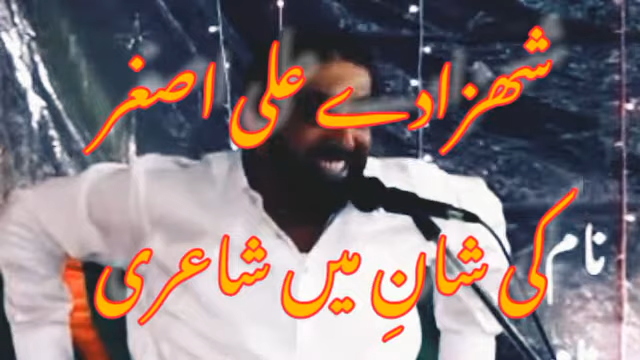 شہزادے علی اصغر
کی شانِ میں شاعری
نام